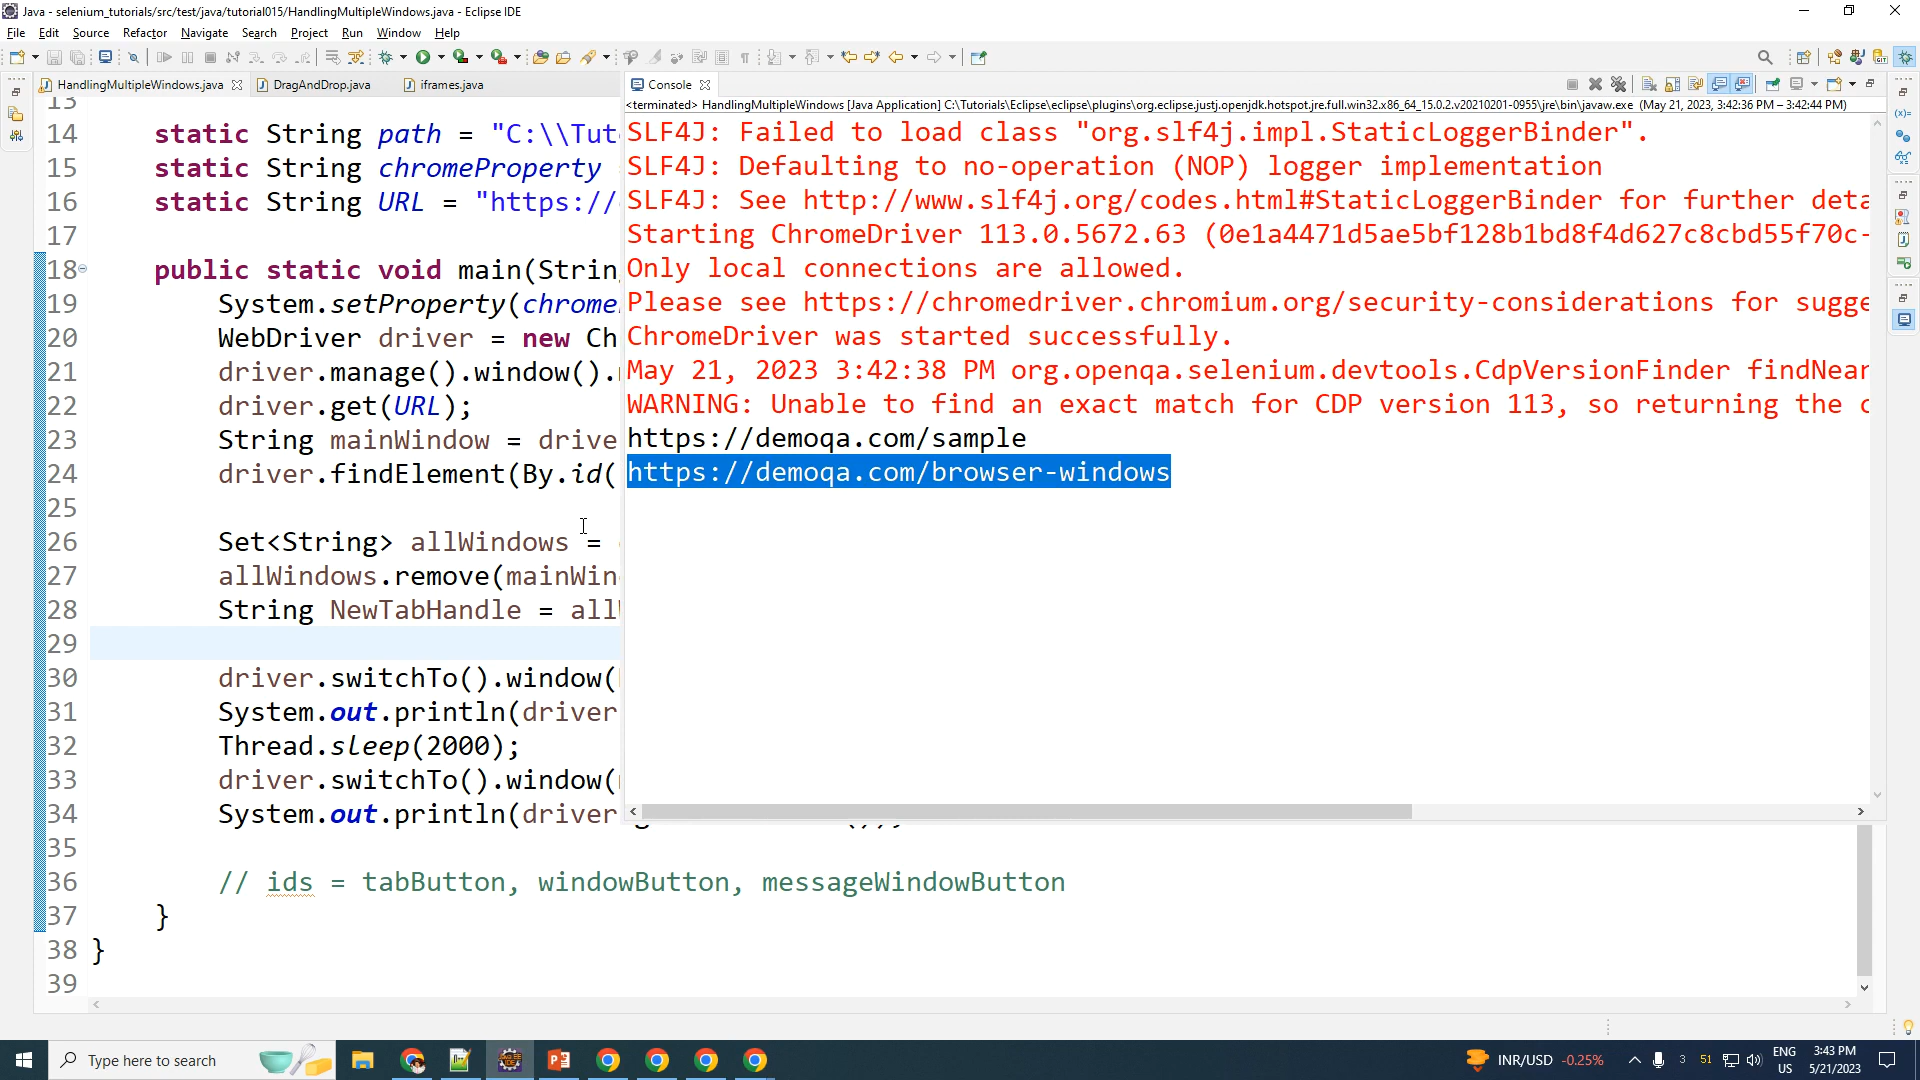 Java - selenium_tutorials/src/test/java/tutorial015/HandlingMultipleWindows.java - Eclipse IDE
File Edit Source Refactor Navigate Search Project Run Window Help
HandlingMultipleWindows.java DragAndDrop.java iframes.java
13
14 static String path = "C:\\Tut
15 static String chromeProperty
16 static String URL = "https://
17
18 public static void main(Strin
19 System.setProperty(chrome
20 WebDriver driver = new Ch
21 driver.manage().window().
22 driver.get(URL);
23 String mainWindow = drive
24 driver.findElement(By.id(
25
26 Set<String> allWindows =
27 allWindows.remove(mainWin
28 String NewTabHandle = all
29
30 driver.switchTo().window(
31 System.out.println(driver
32 Thread.sleep(2000);
33 driver.switchTo().window(
34 System.out.println(driver
35
36 // ids = tabButton, windowButton, messageWindowButton
37 }
38 }
39
Console
<terminated> HandlingMultipleWindows [Java Application] C:\Tutorials\Eclipse\eclipse\plugins\org.eclipse.justj.openjdk.hotspot.jre.full.win32.x86_64_15.0.2.v20210201-0955\jre\bin\javaw.exe (May 21, 2023, 3:42:36 PM – 3:42:44 PM)
SLF4J: Failed to load class "org.slf4j.impl.StaticLoggerBinder".
SLF4J: Defaulting to no-operation (NOP) logger implementation
SLF4J: See http://www.slf4j.org/codes.html#StaticLoggerBinder for further deta
Starting ChromeDriver 113.0.5672.63 (0e1a4471d5ae5bf128b1bd8f4d627c8cbd55f70c-
Only local connections are allowed.
Please see https://chromedriver.chromium.org/security-considerations for sugge
ChromeDriver was started successfully.
May 21, 2023 3:42:38 PM org.openqa.selenium.devtools.CdpVersionFinder findNear
WARNING: Unable to find an exact match for CDP version 113, so returning the c
https://demoqa.com/sample
https://demoqa.com/browser-windows
Type here to search
INR/USD -0.25%
3 51
ENG
US
3:43 PM
5/21/2023